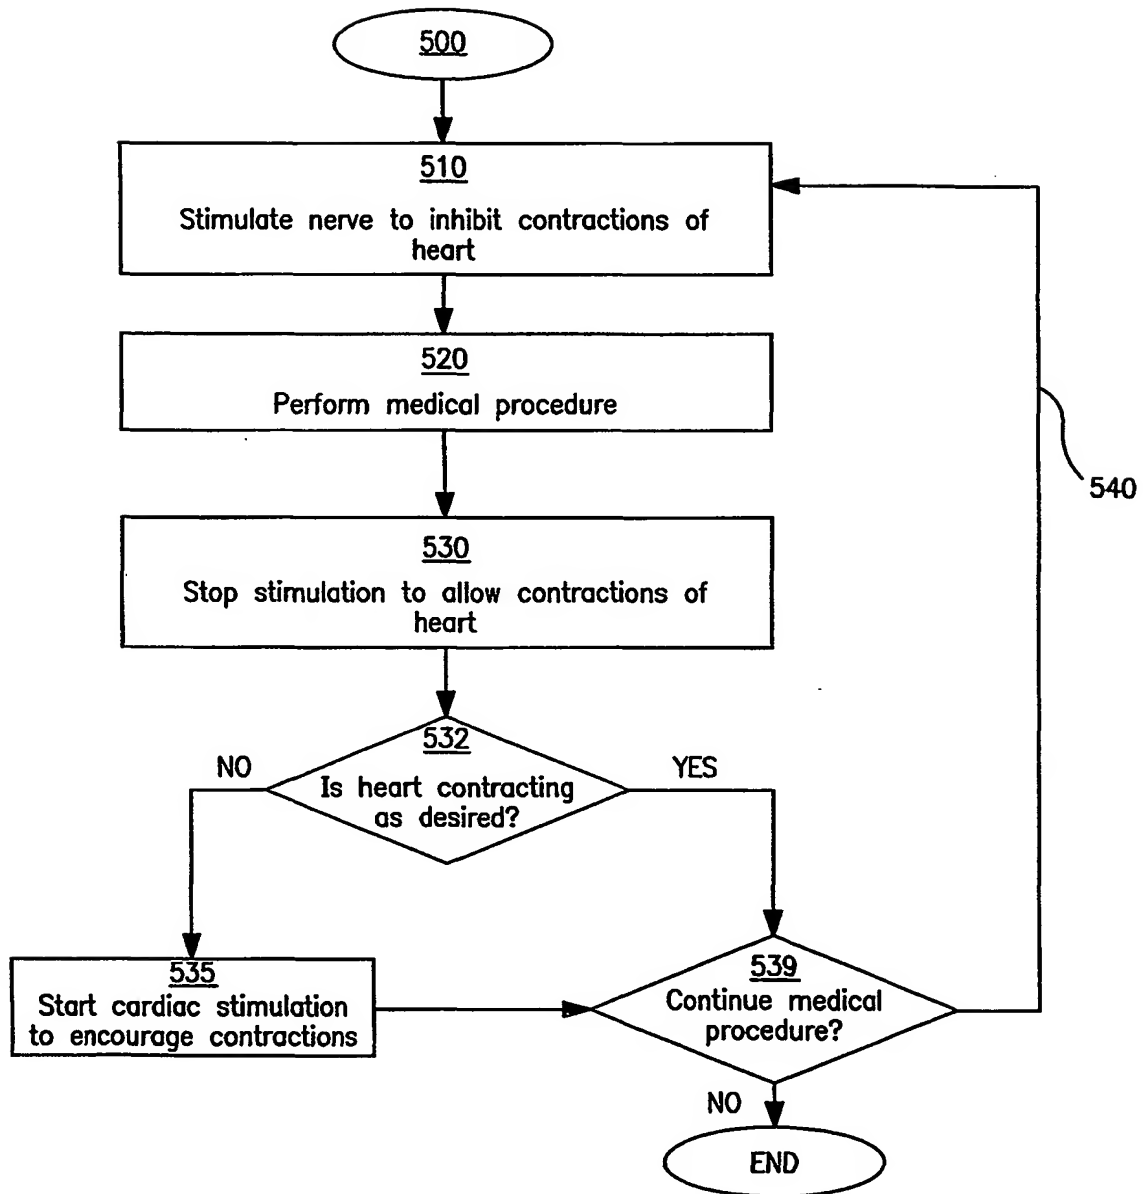 500
510
Stimulate nerve to inhibit contractions of
heart
520
Perform medical procedure
540
530
Stop stimulation to allow contractions of
heart
532
NO
YES
Is heart contracting
as desired?
535
Start cardiac stimulation
to encourage contractions
539
Continue medical
procedure?
NO
END